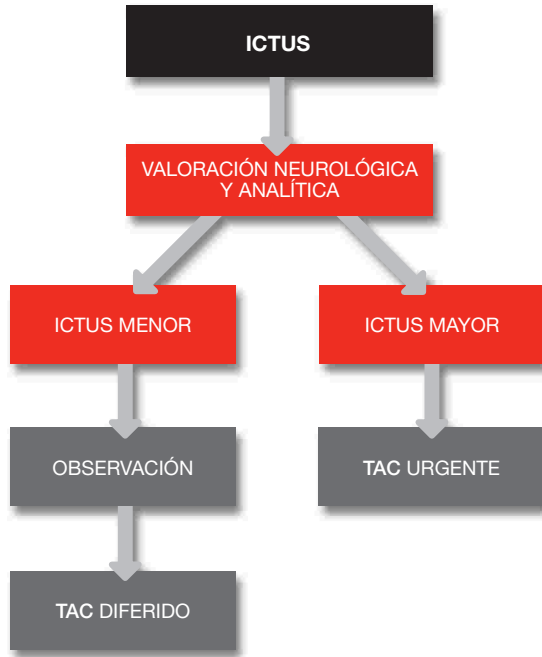 ICTUS
VALORACIÓN NEUROLÓGICA
Y ANALÍTICA
ICTUS MENOR
ICTUS MAYOR
OBSERVACIÓN
TAC URGENTE
TAC DIFERIDO